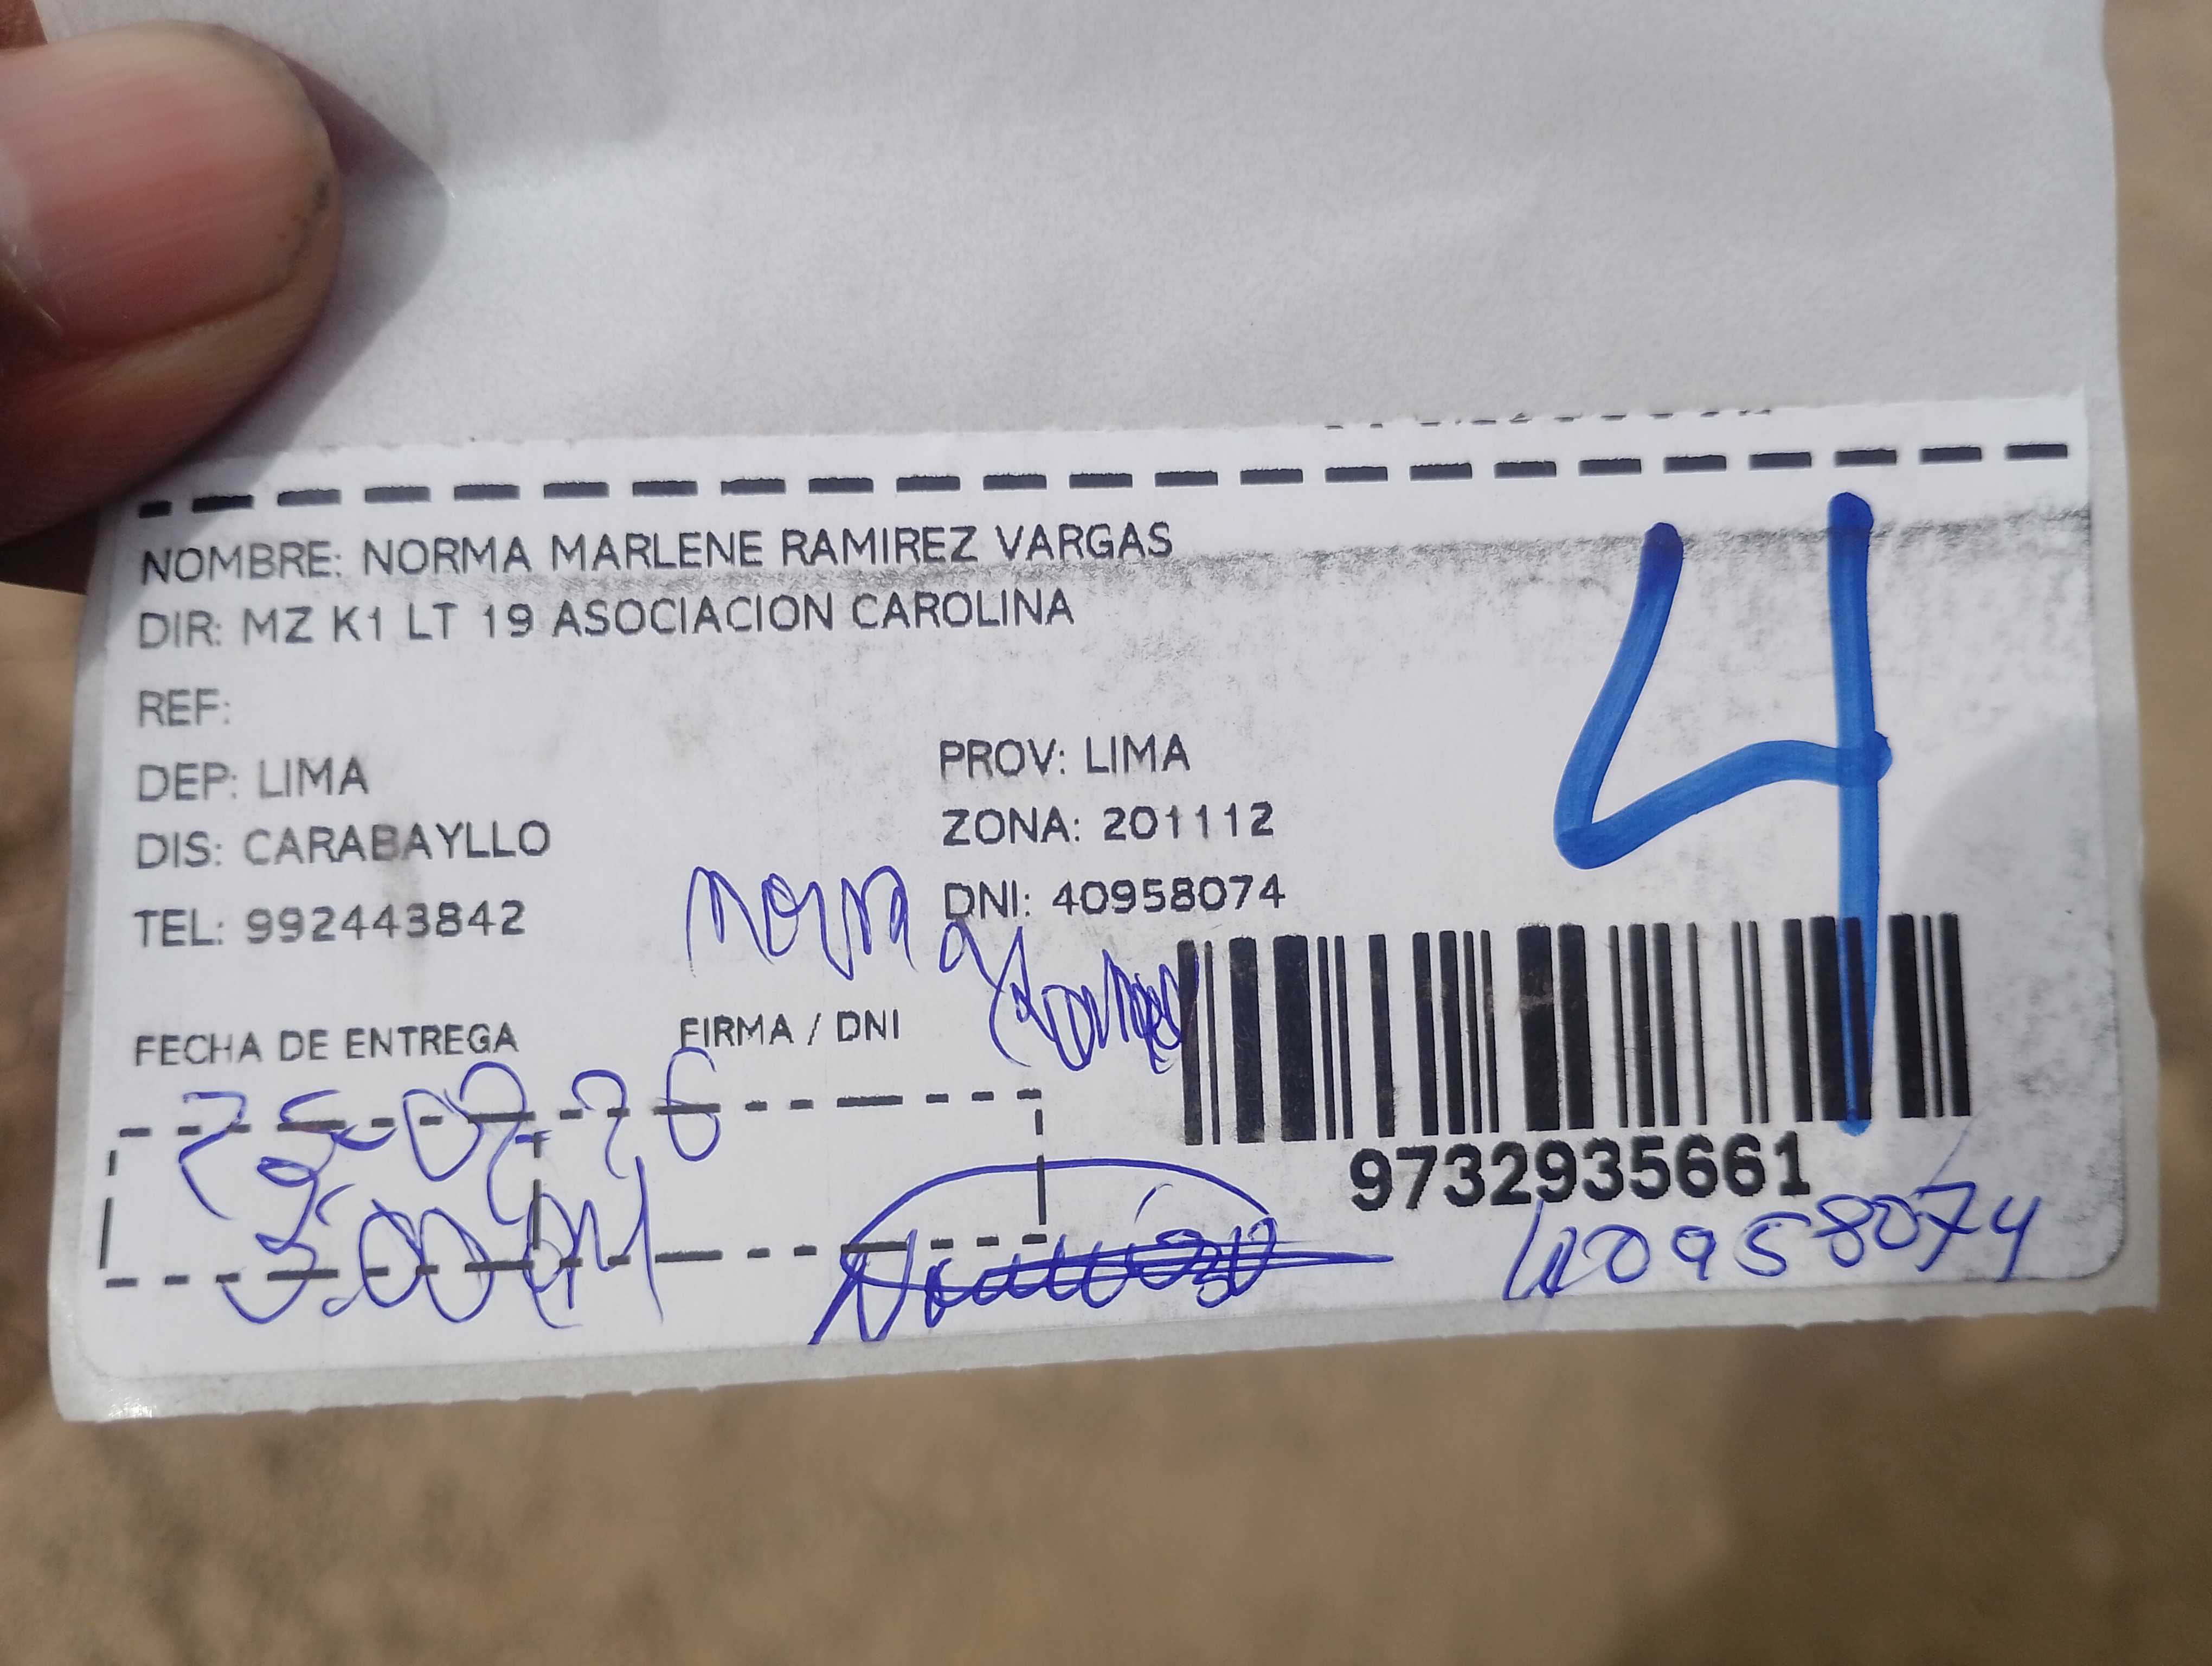 NOMBRE: NORMA MARLENE RAMIREZ VARGAS
DIR: MZ K1 LT 19 ASOCIACION CAROLINA
4
REF:
DEP: LIMA
PROV: LIMA
DIS: CARABAYLLO
ZONA: 201112
TEL: 992443842
DNI: 40958074
Norma
FECHA DE ENTREGA
FIRMA / DNI
9732935661
40958074